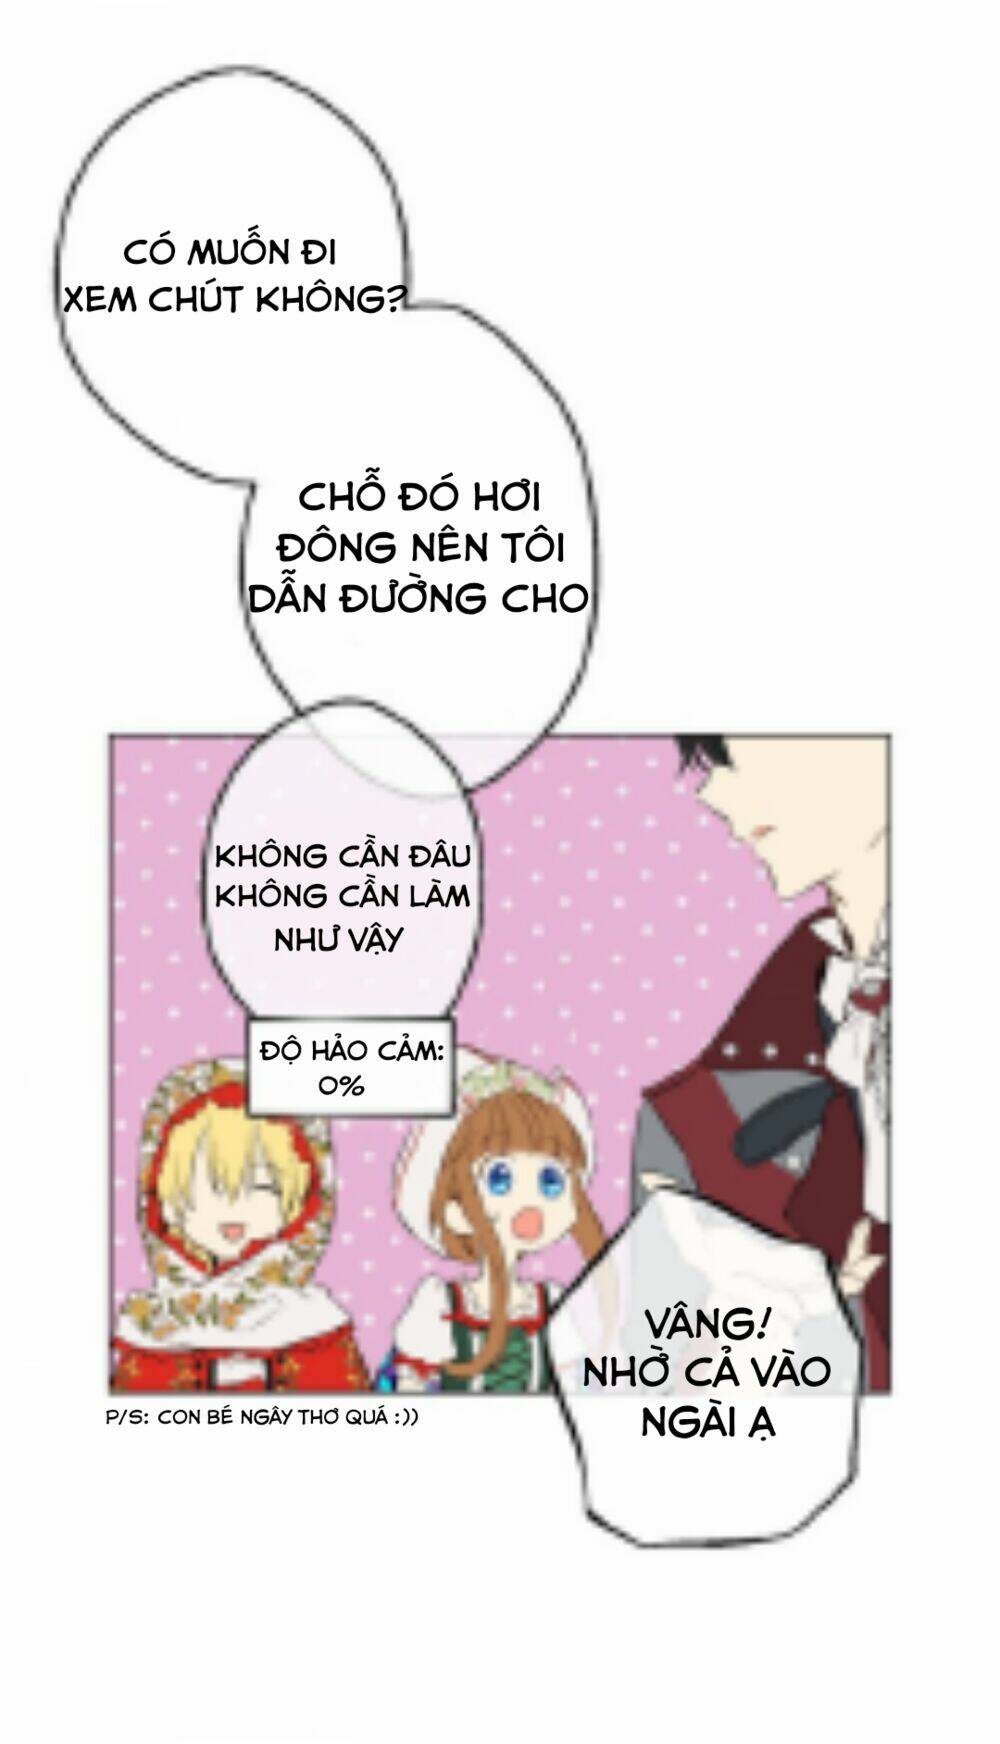 CÓ MUỐN ĐI
XEM CHÚT KHÔNG?
CHỖ ĐÓ HƠI
ĐÔNG NÊN TÔI
DẪN ĐƯỜNG CHO
KHÔNG CẦN ĐÂU
KHÔNG CẦN LÀM
NHƯ VẬY
ĐỘ HẢO CẢM:
0%
VÂNG!
NHỜ CẢ VÀO
NGÀI Ạ
P/S: CON BÉ NGÂY THƠ QUÁ :))